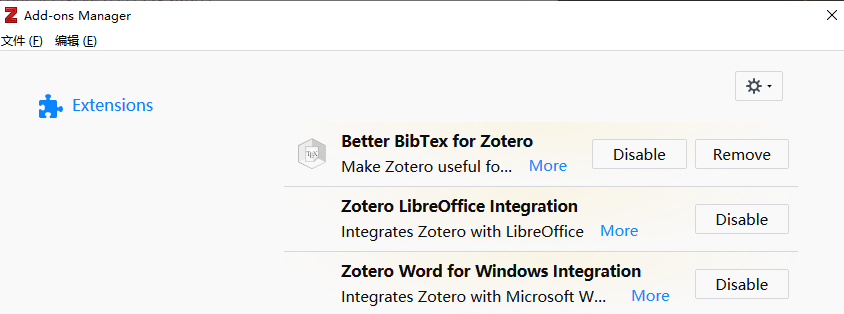 Add-ons Manager
文件 (F) 编辑 (E)
Extensions
Better BibTex for Zotero
Make Zotero useful fo... More
Disable Remove
Zotero LibreOffice Integration
Integrates Zotero with LibreOffice More
Disable
Zotero Word for Windows Integration
Integrates Zotero with Microsoft W... More
Disable